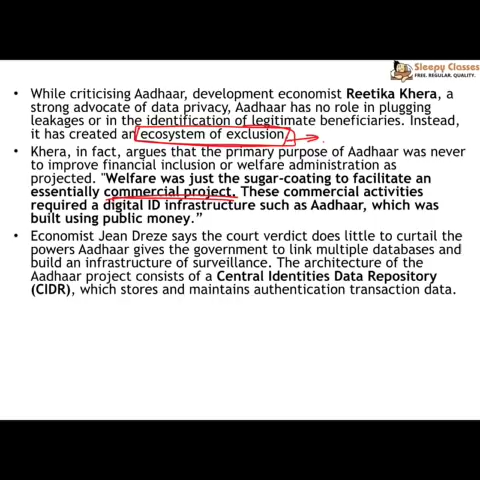 Sleepy Classes
FREE. REGULAR. QUALITY.
• While criticising Aadhaar, development economist Reetika Khera, a
strong advocate of data privacy, Aadhaar has no role in plugging
leakages or in the identification of legitimate beneficiaries. Instead,
it has created an ecosystem of exclusion
• Khera, in fact, argues that the primary purpose of Aadhaar was never
to improve financial inclusion or welfare administration as
projected. "Welfare was just the sugar-coating to facilitate an
essentially commercial project. These commercial activities
required a digital ID infrastructure such as Aadhaar, which was
built using public money.”
• Economist Jean Dreze says the court verdict does little to curtail the
powers Aadhaar gives the government to link multiple databases and
build an infrastructure of surveillance. The architecture of the
Aadhaar project consists of a Central Identities Data Repository
(CIDR), which stores and maintains authentication transaction data.